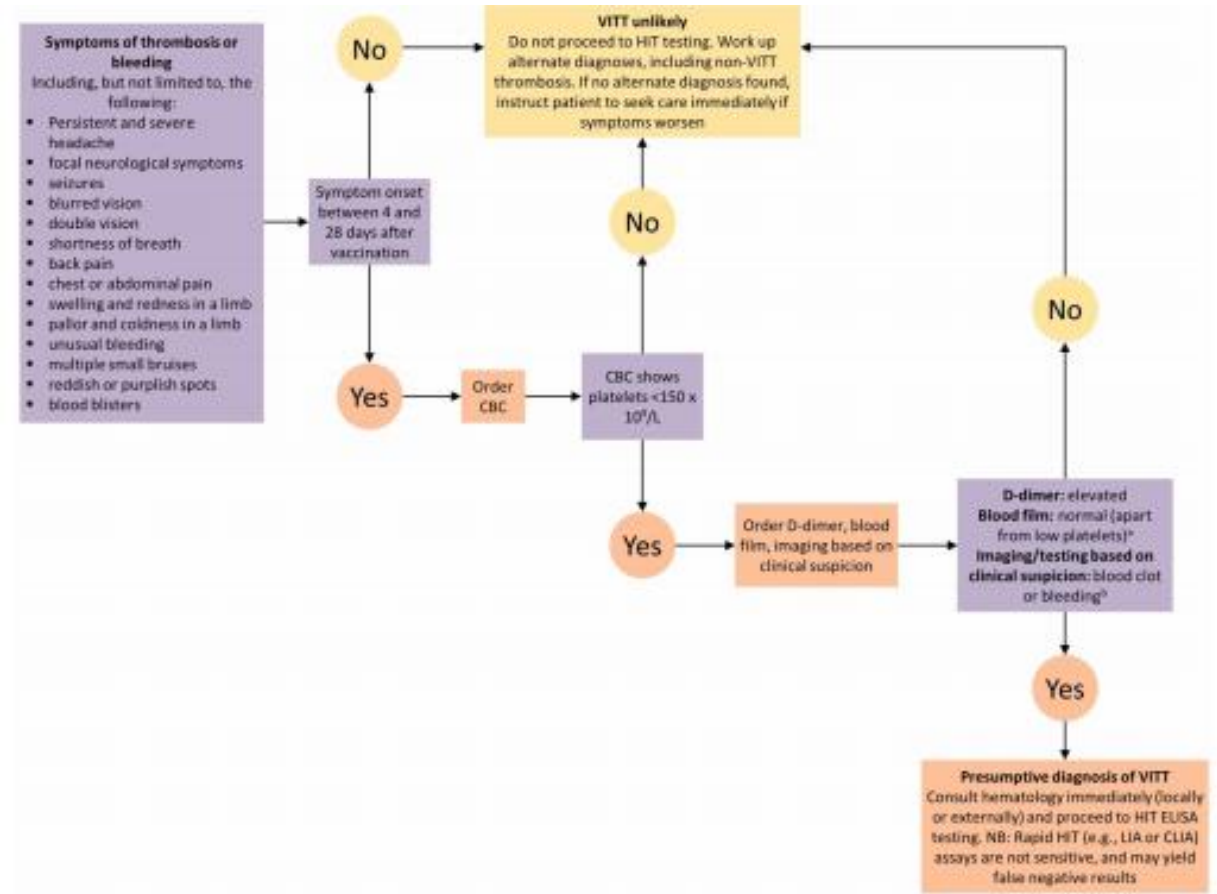 Symptoms of thrombosis or
bleeding
Including, but not limited to, the
following:
• Persistent and severe
headache
• focal neurological symptoms
• seizures
• blurred vision
• double vision
• shortness of breath
• back pain
• chest or abdominal pain
• swelling and redness in a limb
• pallor and coldness in a limb
• unusual bleeding
• multiple small bruises
• reddish or purplish spots
• blood blisters
Symptom onset
between 4 and
28 days after
vaccination
No
Yes
VITT unlikely
Do not proceed to HIT testing. Work up
alternate diagnoses, including non-VITT
thrombosis. If no alternate diagnosis found,
instruct patient to seek care immediately if
symptoms worsen
Order
CBC
CBC shows
platelets <150 x
10⁹/L
No
Yes
Order D-dimer, blood
film, imaging based on
clinical suspicion
D-dimer: elevated
Blood film: normal (apart
from low platelets)ᵃ
Imaging/testing based on
clinical suspicion: blood clot
or bleedingᵇ
No
Yes
Presumptive diagnosis of VITT
Consult hematology immediately (locally
or externally) and proceed to HIT ELISA
testing. NB: Rapid HIT (e.g., LIA or CLIA)
assays are not sensitive, and may yield
false negative results